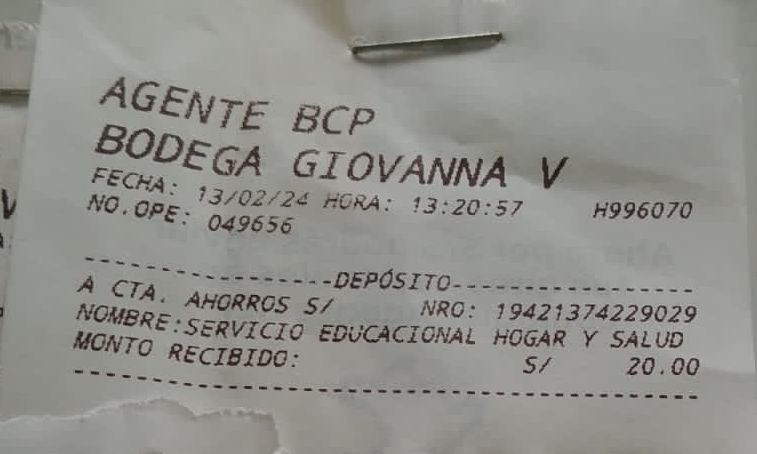 AGENTE BCP
BODEGA GIOVANNA V
FECHA: 13/02/24 HORA: 13:20:57 H996070
NO.OPE: 049656
------------------DEPÓSITO------------------
A CTA. AHORROS S/ NRO: 19421374229029
NOMBRE:SERVICIO EDUCACIONAL HOGAR Y SALUD
MONTO RECIBIDO: S/ 20.00
--------------------------------------------